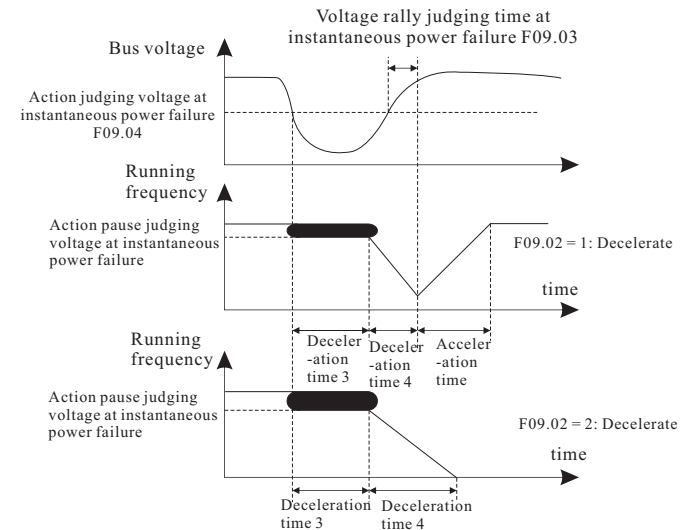 Voltage rally judging time at
instantaneous power failure F09.03
Bus voltage
Action judging voltage at
instantaneous power failure
F09.04
Running
frequency
Action pause judging
voltage at instantaneous
power failure
F09.02 = 1: Decelerate
time
Deceler
-ation
time 3
Deceler
-ation
time 4
Acceler
-ation
time
Running
frequency
Action pause judging
voltage at instantaneous
power failure
F09.02 = 2: Decelerate
time
Deceleration
time 3
Deceleration
time 4